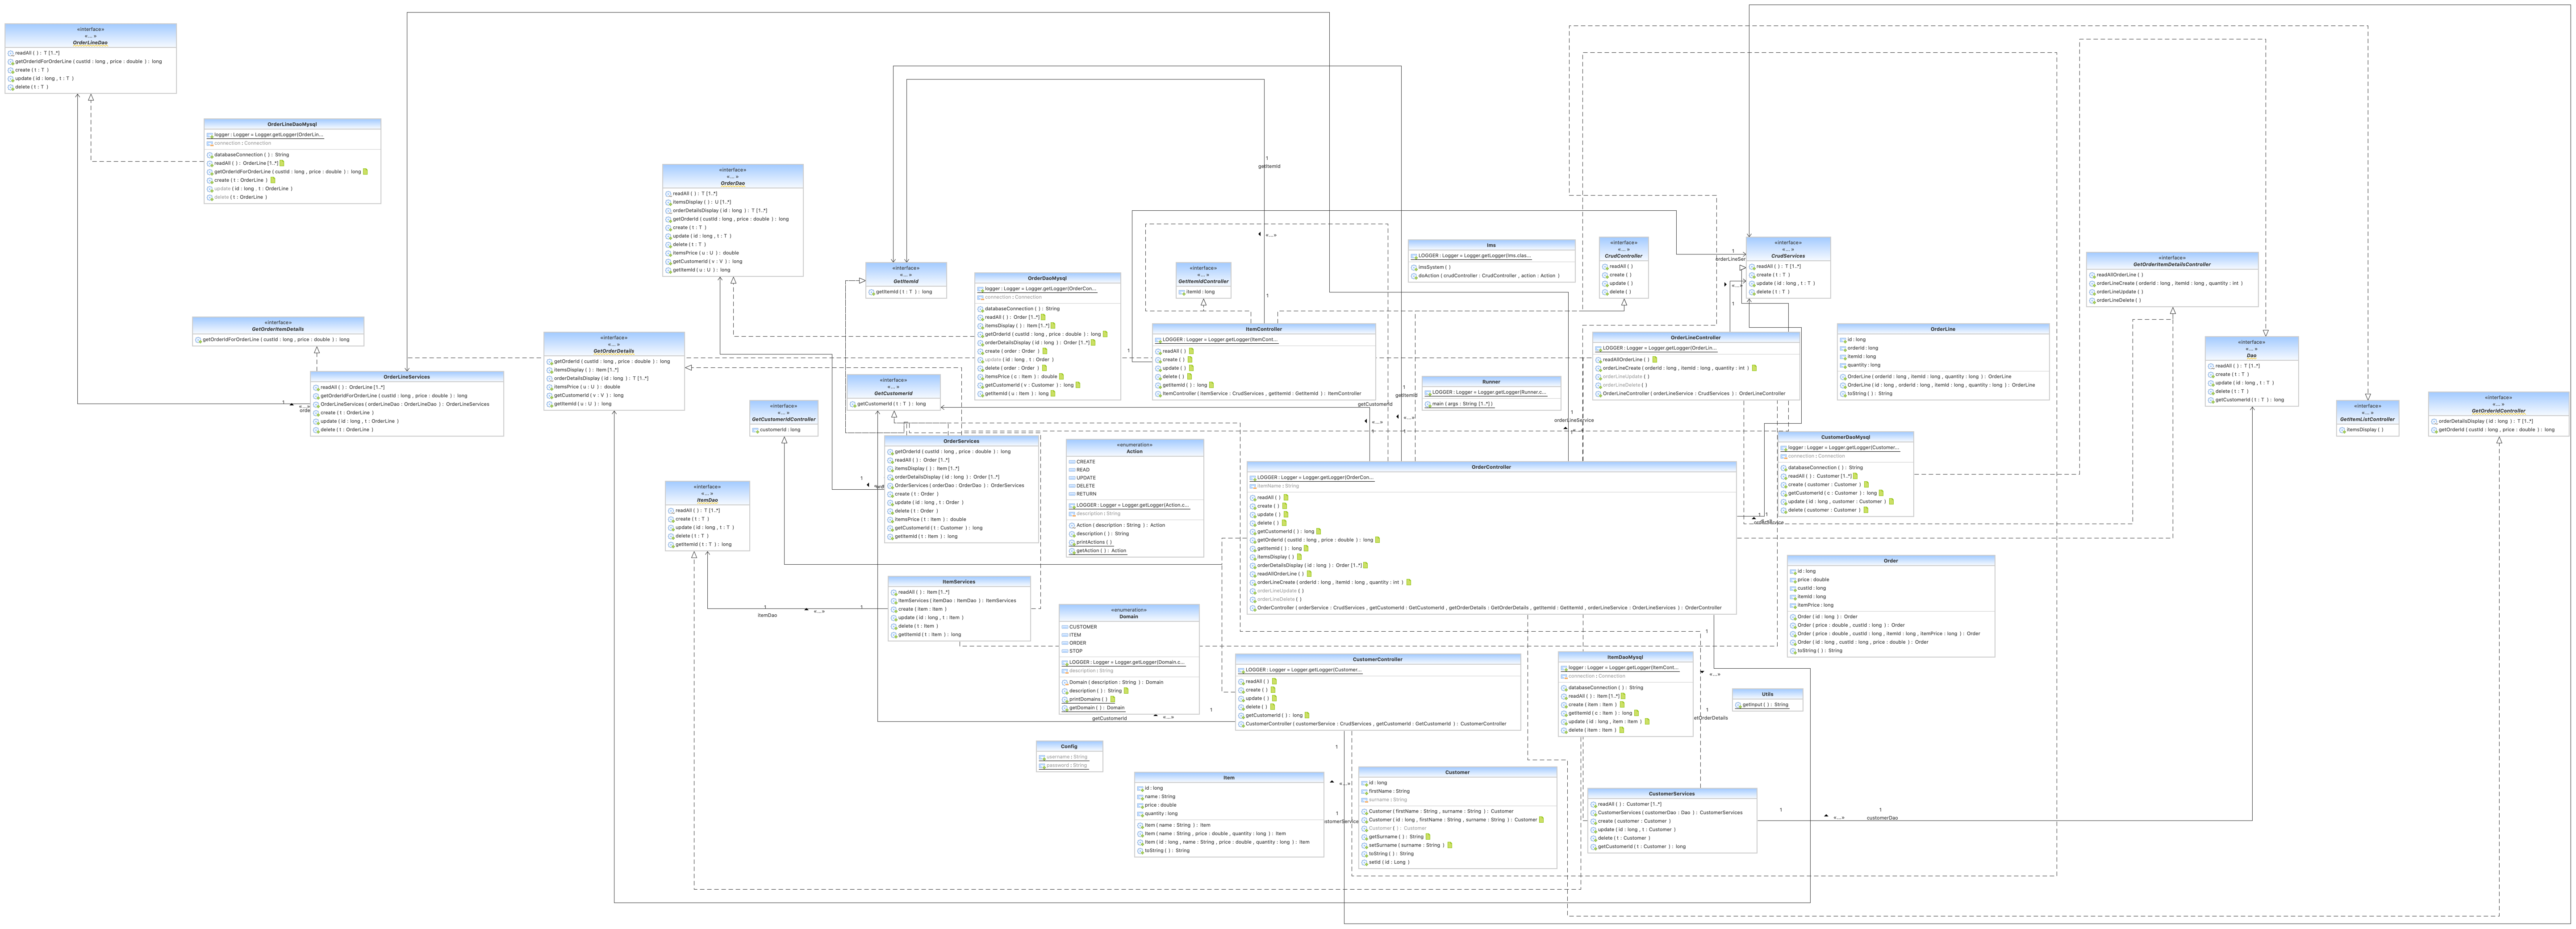 «interface»
«... »
OrderLineDao
readAll ( ) : T [1..*]
getOrderIdForOrderLine ( custId : long , price : double ) : long
create ( t : T )
update ( id : long , t : T )
delete ( t : T )
OrderLineDaoMysql
logger : Logger = Logger.getLogger(OrderLin...
connection : Connection
databaseConnection ( ) : String
readAll ( ) : OrderLine [1..*]
getOrderIdForOrderLine ( custId : long , price : double ) : long
create ( t : OrderLine )
update ( id : long , t : OrderLine )
delete ( t : OrderLine )
«interface»
GetOrderItemDetails
getOrderIdForOrderLine ( custId : long , price : double ) : long
OrderLineServices
readAll ( ) : OrderLine [1..*]
getOrderIdForOrderLine ( custId : long , price : double ) : long
OrderLineServices ( orderLineDao : OrderLineDao ) : OrderLineServices
create ( t : OrderLine )
update ( id : long , t : OrderLine )
delete ( t : OrderLine )
«interface»
«... »
OrderDao
readAll ( ) : T [1..*]
itemsDisplay ( ) : U [1..*]
orderDetailsDisplay ( id : long ) : T [1..*]
getOrderId ( custId : long , price : double ) : long
create ( t : T )
update ( id : long , t : T )
delete ( t : T )
itemsPrice ( u : U ) : double
getCustomerId ( v : V ) : long
getItemId ( u : U ) : long
«interface»
«... »
GetOrderDetails
getOrderId ( custId : long , price : double ) : long
itemsDisplay ( ) : Item [1..*]
orderDetailsDisplay ( id : long ) : T [1..*]
itemsPrice ( u : U ) : double
getCustomerId ( v : V ) : long
getItemId ( u : U ) : long
«interface»
«... »
GetItemId
getItemId ( t : T ) : long
«interface»
«... »
GetCustomerId
getCustomerId ( t : T ) : long
«interface»
«... »
GetCustomerIdController
customerId : long
«interface»
«... »
ItemDao
readAll ( ) : T [1..*]
create ( t : T )
update ( id : long , t : T )
delete ( t : T )
getItemId ( t : T ) : long
OrderDaoMysql
logger : Logger = Logger.getLogger(OrderCon...
connection : Connection
databaseConnection ( ) : String
readAll ( ) : Order [1..*]
itemsDisplay ( ) : Item [1..*]
getOrderId ( custId : long , price : double ) : long
orderDetailsDisplay ( id : long ) : Order [1..*]
create ( order : Order )
update ( id : long , t : Order )
delete ( order : Order )
itemsPrice ( c : Item ) : double
getCustomerId ( v : Customer ) : long
getItemId ( u : Item ) : long
OrderServices
getOrderId ( custId : long , price : double ) : long
readAll ( ) : Order [1..*]
itemsDisplay ( ) : Item [1..*]
orderDetailsDisplay ( id : long ) : Order [1..*]
OrderServices ( orderDao : OrderDao ) : OrderServices
create ( t : Order )
update ( id : long , t : Order )
delete ( t : Order )
itemsPrice ( t : Item ) : double
getCustomerId ( t : Customer ) : long
getItemId ( t : Item ) : long
ItemServices
readAll ( ) : Item [1..*]
ItemServices ( itemDao : ItemDao ) : ItemServices
create ( item : Item )
update ( id : long , t : Item )
delete ( t : Item )
getItemId ( t : Item ) : long
1
«...»
1
itemDao
«enumeration»
Action
CREATE
READ
UPDATE
DELETE
RETURN
LOGGER : Logger = Logger.getLogger(Action.c...
description : String
Action ( description : String ) : Action
description ( ) : String
printActions ( )
getAction ( ) : Action
«enumeration»
Domain
CUSTOMER
ITEM
ORDER
STOP
LOGGER : Logger = Logger.getLogger(Domain.c...
description : String
Domain ( description : String ) : Domain
description ( ) : String
printDomains ( )
getDomain ( ) : Domain
Config
username : String
password : String
«interface»
«... »
GetItemIdController
itemId : long
ItemController
LOGGER : Logger = Logger.getLogger(ItemCont...
readAll ( )
create ( )
update ( )
delete ( )
getItemId ( ) : long
ItemController ( itemService : CrudServices , getItemId : GetItemId ) : ItemController
1
getItemId
«...»
1
Ims
LOGGER : Logger = Logger.getLogger(Ims.clas...
imsSystem ( )
doAction ( crudController : CrudController , action : Action )
Runner
LOGGER : Logger = Logger.getLogger(Runner.c...
main ( args : String [1..*] )
«interface»
«... »
CrudController
readAll ( )
create ( )
update ( )
delete ( )
OrderLineController
LOGGER : Logger = Logger.getLogger(OrderLin...
readAllOrderLine ( )
orderLineCreate ( orderId : long , itemId : long , quantity : int )
orderLineUpdate ( )
orderLineDelete ( )
OrderLineController ( orderLineService : CrudServices ) : OrderLineController
«interface»
«... »
CrudServices
readAll ( ) : T [1..*]
create ( t : T )
update ( id : long , t : T )
delete ( t : T )
OrderController
LOGGER : Logger = Logger.getLogger(OrderCon...
itemName : String
readAll ( )
create ( )
update ( )
delete ( )
getCustomerId ( ) : long
getOrderId ( custId : long , price : double ) : long
getItemId ( ) : long
itemsDisplay ( )
orderDetailsDisplay ( id : long ) : Order [1..*]
readAllOrderLine ( )
orderLineCreate ( orderId : long , itemId : long , quantity : int )
orderLineUpdate ( )
orderLineDelete ( )
OrderController ( orderService : CrudServices , getCustomerId : GetCustomerId , getOrderDetails : GetOrderDetails , getItemId : GetItemId , orderLineService : OrderLineServices ) : OrderController
getCustomerId
orderLineService
orderService
CustomerController
LOGGER : Logger = Logger.getLogger(Customer...
readAll ( )
create ( )
update ( )
delete ( )
getCustomerId ( ) : long
CustomerController ( customerService : CrudServices , getCustomerId : GetCustomerId ) : CustomerController
getCustomerId
Item
id : long
name : String
price : double
quantity : long
Item ( name : String ) : Item
Item ( name : String , price : double , quantity : long ) : Item
Item ( id : long , name : String , price : double , quantity : long ) : Item
toString ( ) : String
Customer
id : long
firstName : String
surname : String
Customer ( firstName : String , surname : String ) : Customer
Customer ( id : long , firstName : String , surname : String ) : Customer
Customer ( ) : Customer
getSurname ( ) : String
setSurname ( surname : String )
toString ( ) : String
setId ( id : Long )
ItemDaoMysql
logger : Logger = Logger.getLogger(ItemCont...
connection : Connection
databaseConnection ( ) : String
readAll ( ) : Item [1..*]
create ( item : Item )
getItemId ( c : Item ) : long
update ( id : long , item : Item )
delete ( item : Item )
etOrderDetails
Utils
getInput ( ) : String
CustomerServices
readAll ( ) : Customer [1..*]
CustomerServices ( customerDao : Dao ) : CustomerServices
create ( customer : Customer )
update ( id : long , t : Customer )
delete ( t : Customer )
getCustomerId ( t : Customer ) : long
1
«...»
1
customerDao
OrderLine
id : long
orderId : long
itemId : long
quantity : long
OrderLine ( orderId : long , itemId : long , quantity : long ) : OrderLine
OrderLine ( id : long , orderId : long , itemId : long , quantity : long ) : OrderLine
toString ( ) : String
CustomerDaoMysql
logger : Logger = Logger.getLogger(Customer...
connection : Connection
databaseConnection ( ) : String
readAll ( ) : Customer [1..*]
create ( customer : Customer )
getCustomerId ( c : Customer ) : long
update ( id : long , customer : Customer )
delete ( customer : Customer )
Order
id : long
price : double
custId : long
itemId : long
itemPrice : long
Order ( id : long ) : Order
Order ( price : double , custId : long ) : Order
Order ( price : double , custId : long , itemId : long , itemPrice : long ) : Order
Order ( id : long , custId : long , price : double ) : Order
toString ( ) : String
«interface»
GetOrderItemDetailsController
readAllOrderLine ( )
orderLineCreate ( orderId : long , itemId : long , quantity : int )
orderLineUpdate ( )
orderLineDelete ( )
«interface»
«... »
Dao
readAll ( ) : T [1..*]
create ( t : T )
update ( id : long , t : T )
delete ( t : T )
getCustomerId ( t : T ) : long
«interface»
«... »
GetItemListController
itemsDisplay ( )
«interface»
«... »
GetOrderIdController
orderDetailsDisplay ( id : long ) : T [1..*]
getOrderId ( custId : long , price : double ) : long